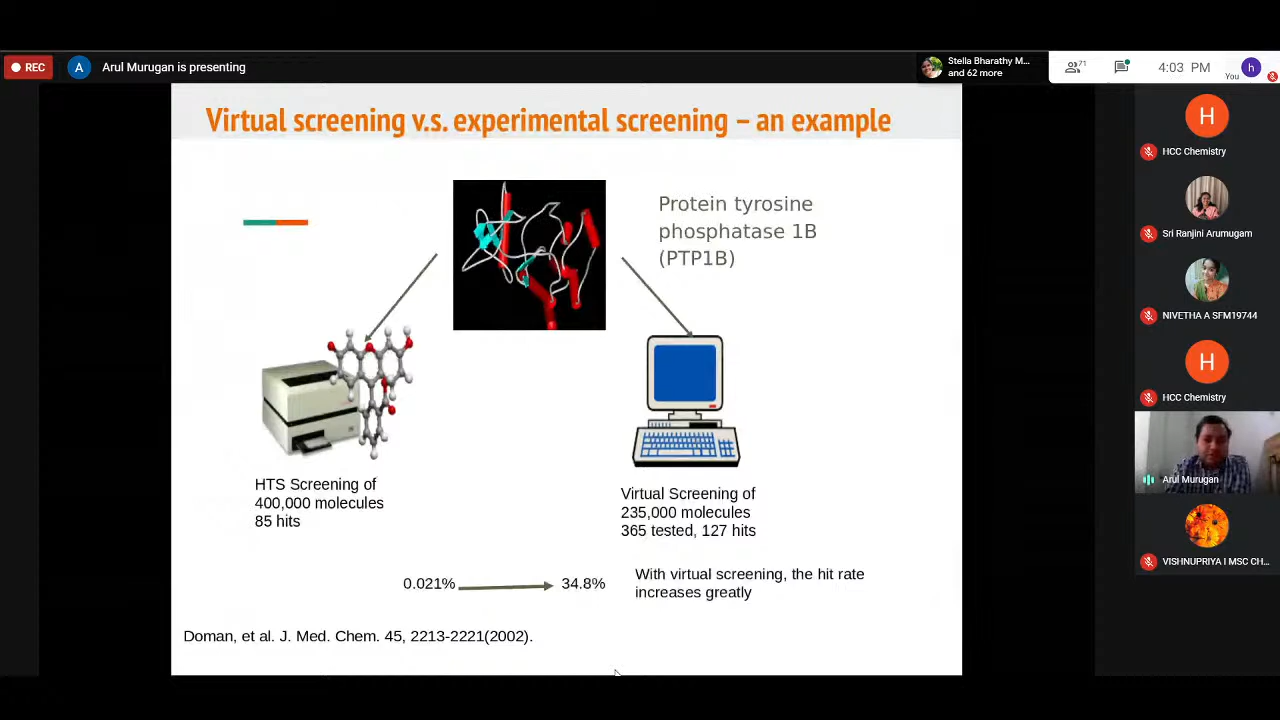 REC
A
Arul Murugan is presenting
Stella Bharathy M...
and 62 more
71
4:03 PM
You
h
Virtual screening v.s. experimental screening – an example
Protein tyrosine
phosphatase 1B
(PTP1B)
HTS Screening of
400,000 molecules
85 hits
Virtual Screening of
235,000 molecules
365 tested, 127 hits
0.021%
34.8%
With virtual screening, the hit rate
increases greatly
Doman, et al. J. Med. Chem. 45, 2213-2221(2002).
H
HCC Chemistry
Sri Ranjini Arumugam
NIVETHA A SFM19744
H
HCC Chemistry
Arul Murugan
VISHNUPRIYA I MSC CH...